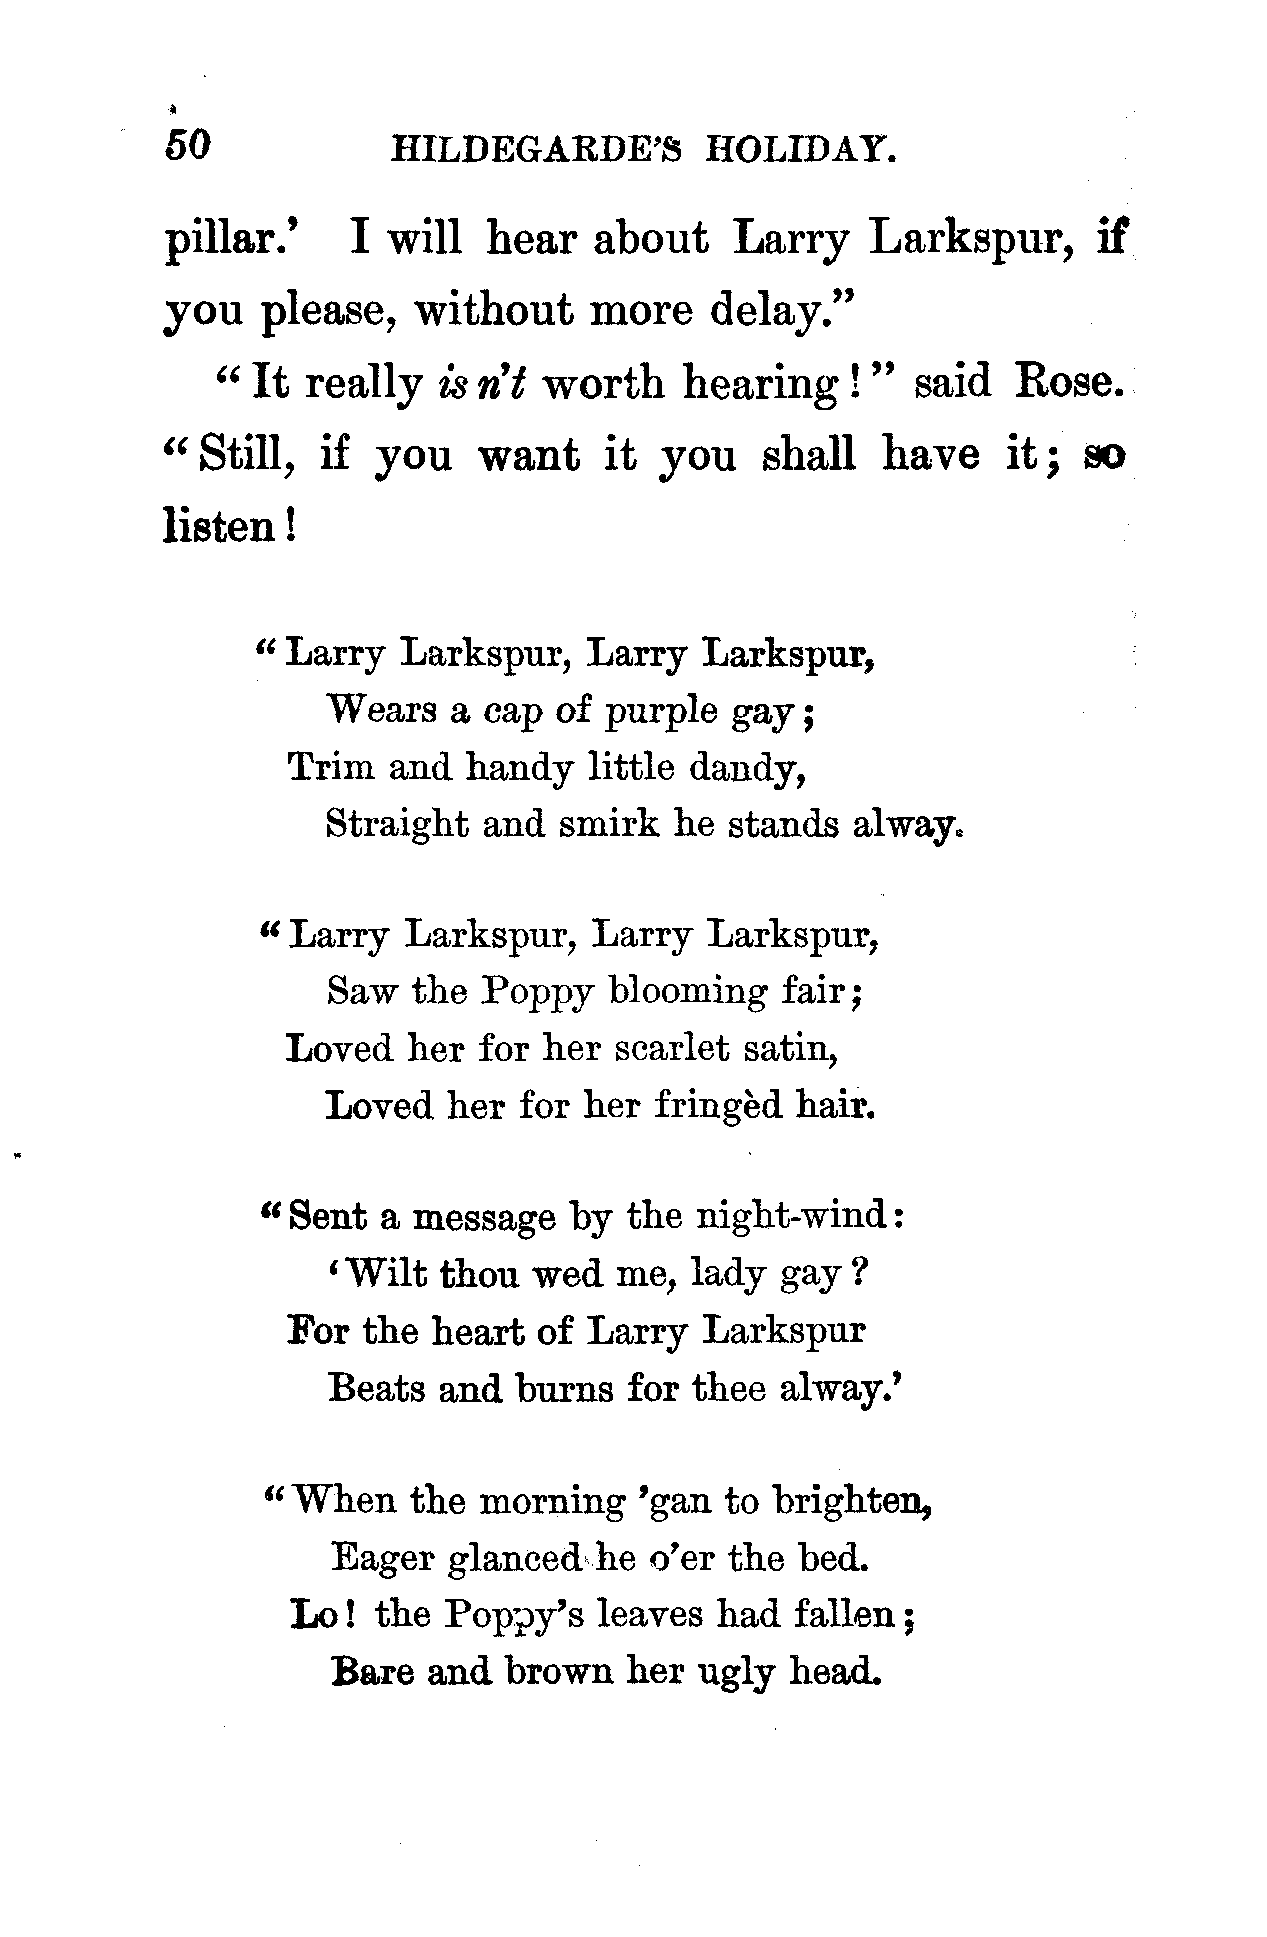 50 HILDEGARDE'S HOLIDAY.
pillar.' I will hear about Larry Larkspur, if
you please, without more delay."
"It really is n't worth hearing!" said Rose.
"Still, if you want it you shall have it; so
listen!
"Larry Larkspur, Larry Larkspur,
Wears a cap of purple gay;
Trim and handy little dandy,
Straight and smirk he stands alway.
"Larry Larkspur, Larry Larkspur,
Saw the Poppy blooming fair;
Loved her for her scarlet satin,
Loved her for her fringèd hair.
"Sent a message by the night-wind:
'Wilt thou wed me, lady gay?
For the heart of Larry Larkspur
Beats and burns for thee alway.'
"When the morning 'gan to brighten,
Eager glanced he o'er the bed.
Lo! the Poppy's leaves had fallen;
Bare and brown her ugly head.